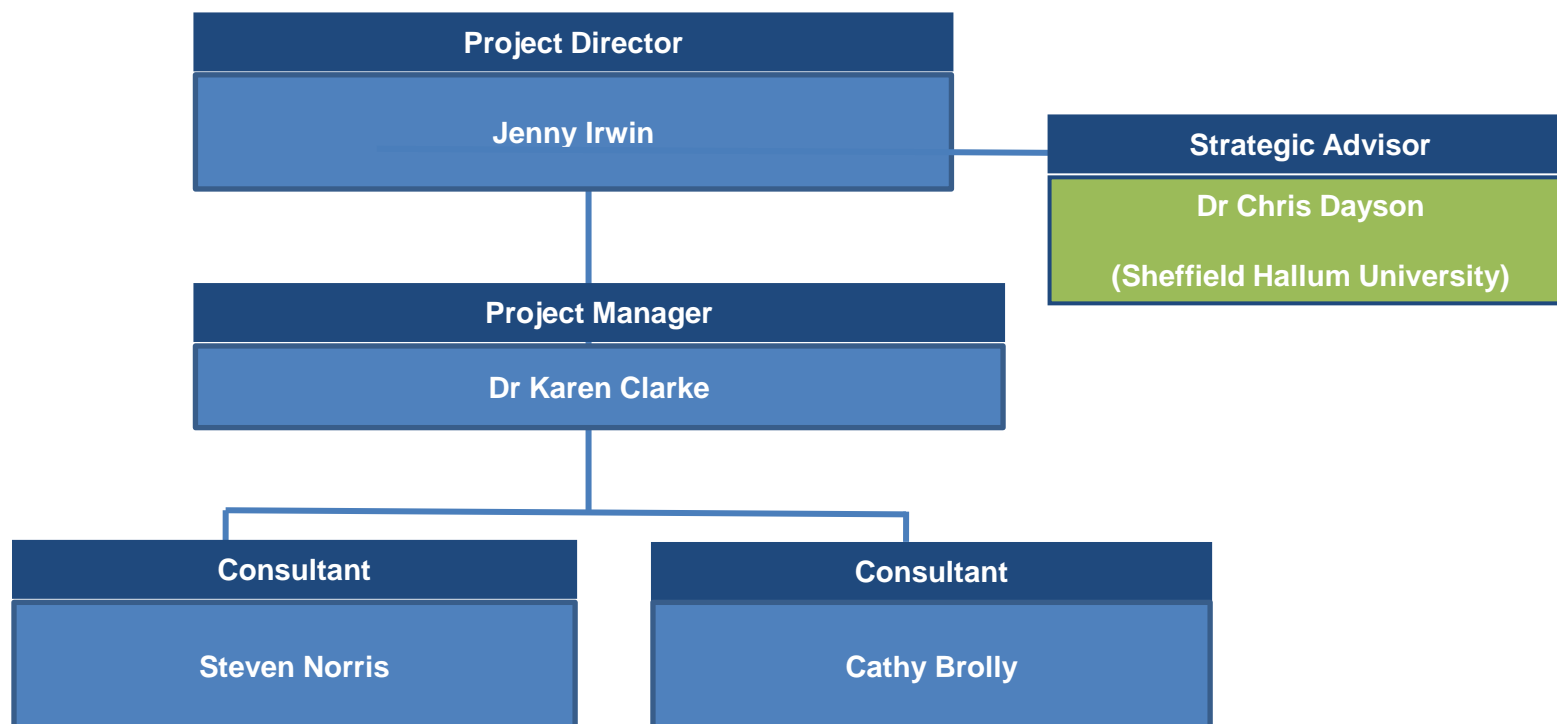 Project Director
Jenny Irwin
Strategic Advisor
Dr Chris Dayson
(Sheffield Hallum University)
Project Manager
Dr Karen Clarke
Consultant
Steven Norris
Consultant
Cathy Brolly